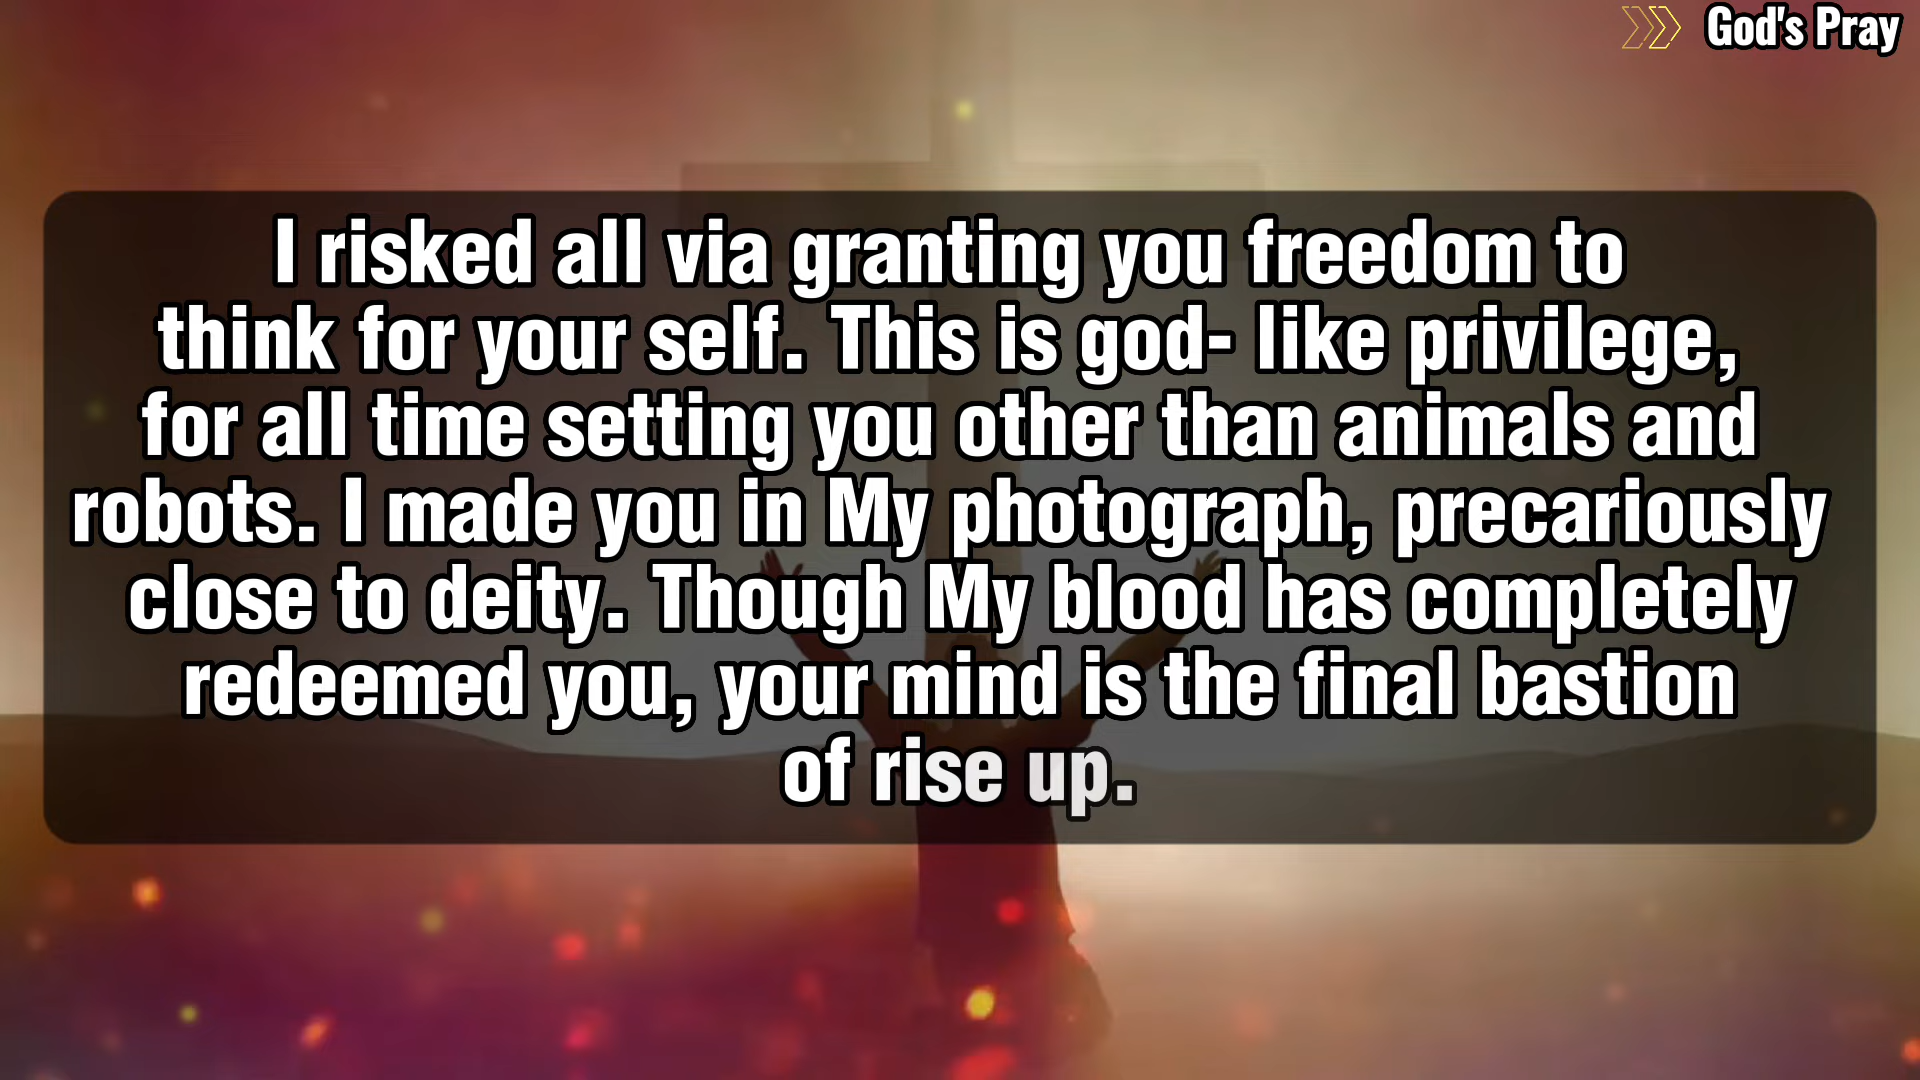 God's Pray
I risked all via granting you freedom to
think for your self. This is god- like privilege,
for all time setting you other than animals and
robots. I made you in My photograph, precariously
close to deity. Though My blood has completely
redeemed you, your mind is the final bastion
of rise up.